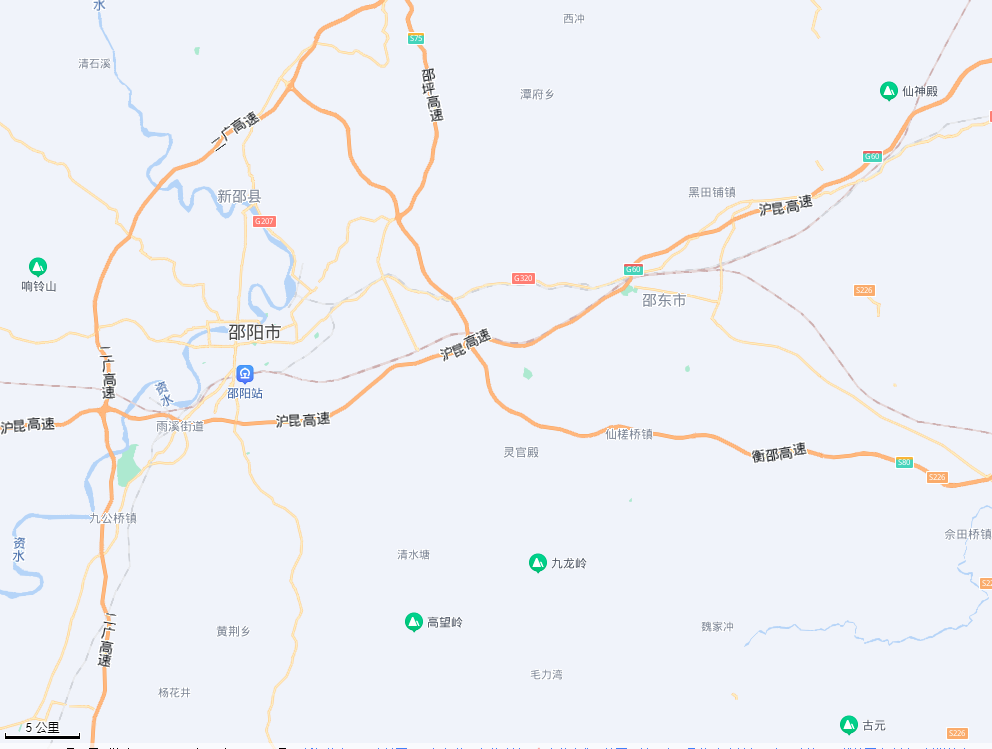 水
西冲
S75
清石溪
邵坪高速
仙神殿
潭府乡
二广高速
G60
黑田铺镇
新邵县
沪昆高速
G207
响铃山
G60
G320
S226
邵东市
邵阳市
沪昆高速
二广高速
资水
邵阳站
沪昆高速
沪昆高速
雨溪街道
仙槎桥镇
灵官殿
衡邵高速
S80
S226
九公桥镇
佘田桥镇
资水
清水塘
九龙岭
高望岭
魏家冲
黄荆乡
二广高速
毛力湾
杨花井
5 公里
古元
S226